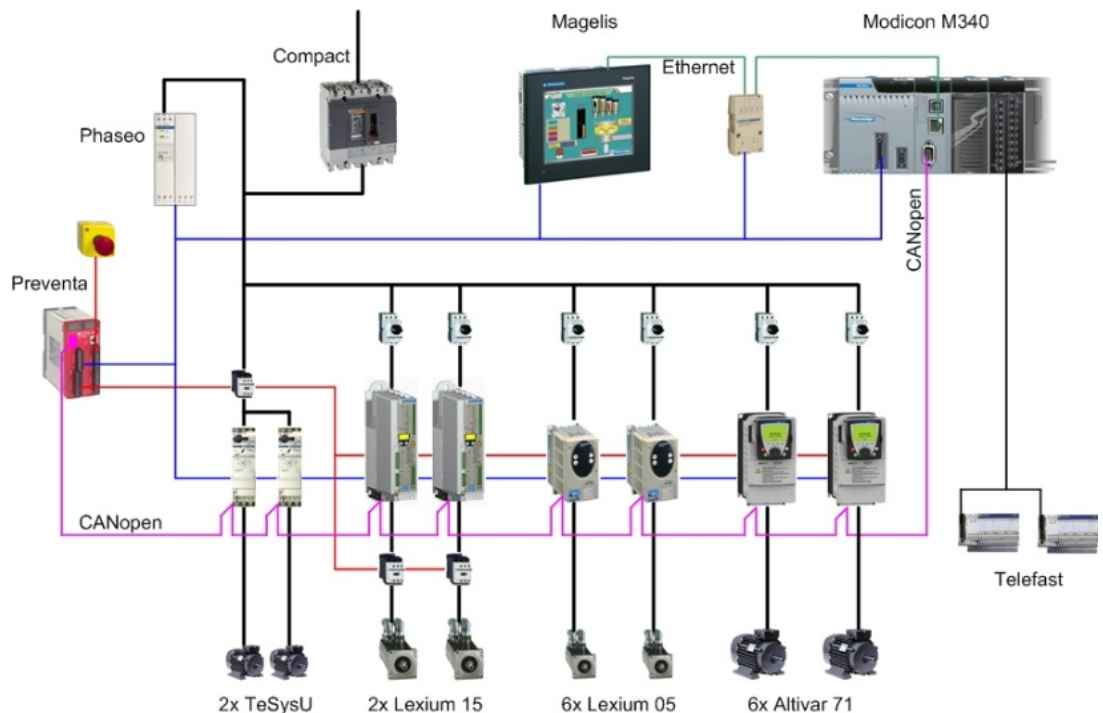 Magelis
Modicon M340
Compact
Ethernet
Phaseo
CANopen
Preventa
CANopen
Telefast
2x TeSysU
2x Lexium 15
6x Lexium 05
6x Altivar 71